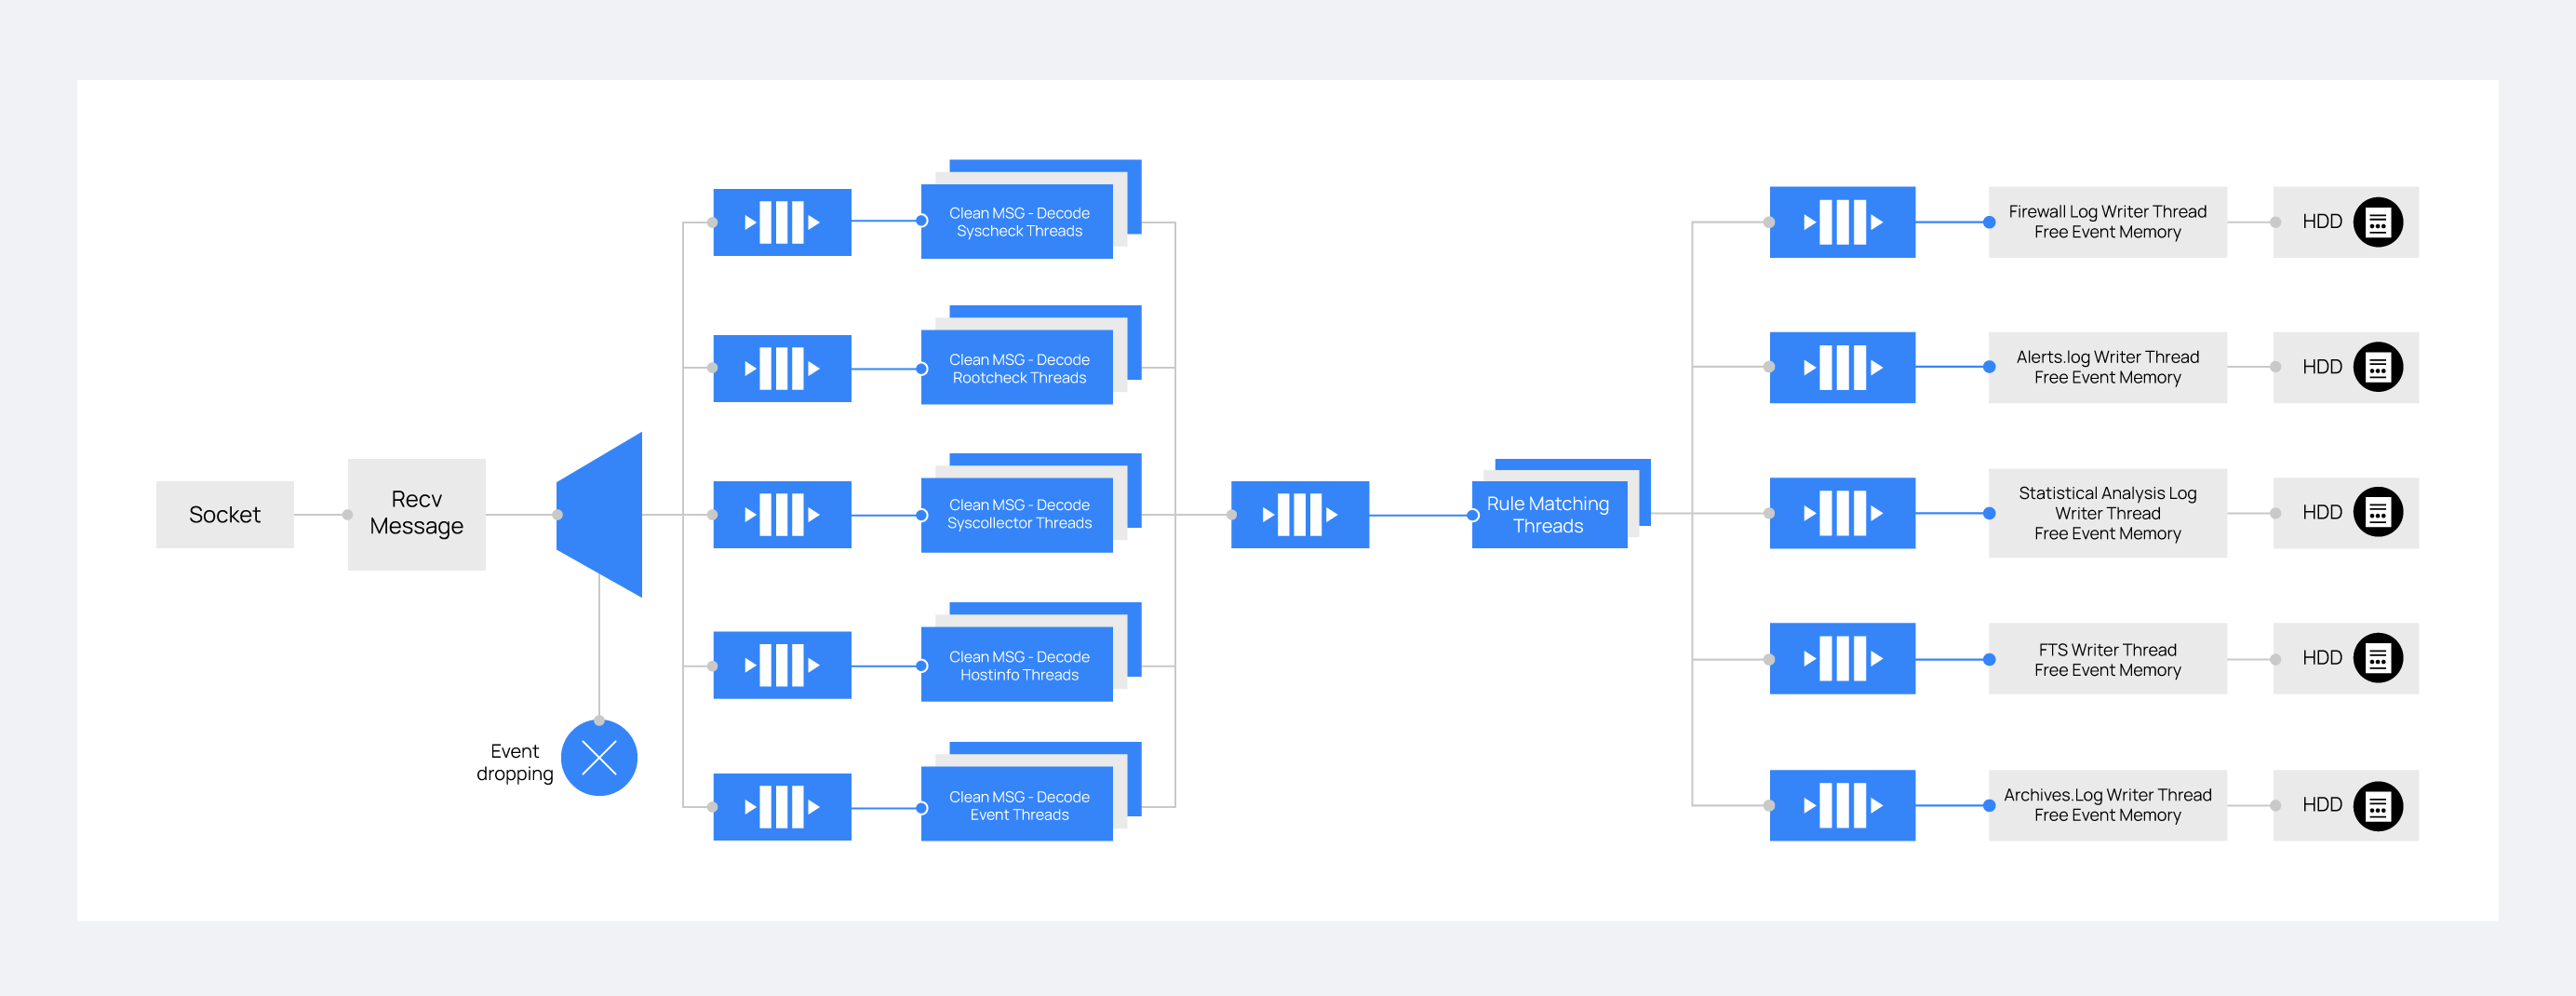 Socket
Recv
Message
Event
dropping
Clean MSG - Decode
Syscheck Threads
Clean MSG - Decode
Rootcheck Threads
Clean MSG - Decode
Syscollector Threads
Clean MSG - Decode
Hostinfo Threads
Clean MSG - Decode
Event Threads
Rule Matching
Threads
Firewall Log Writer Thread
Free Event Memory
HDD
Alerts.log Writer Thread
Free Event Memory
HDD
Statistical Analysis Log
Writer Thread
Free Event Memory
HDD
FTS Writer Thread
Free Event Memory
HDD
Archives.Log Writer Thread
Free Event Memory
HDD